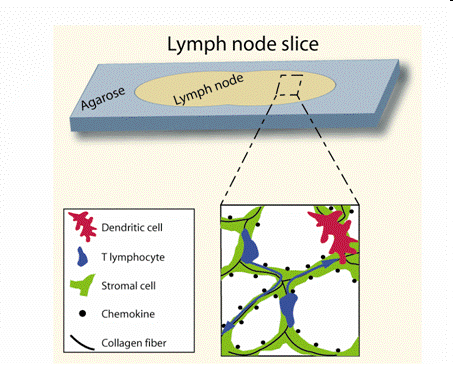 Lymph node slice
Agarose
Lymph node
Dendritic cell
T lymphocyte
Stromal cell
Chemokine
Collagen fiber